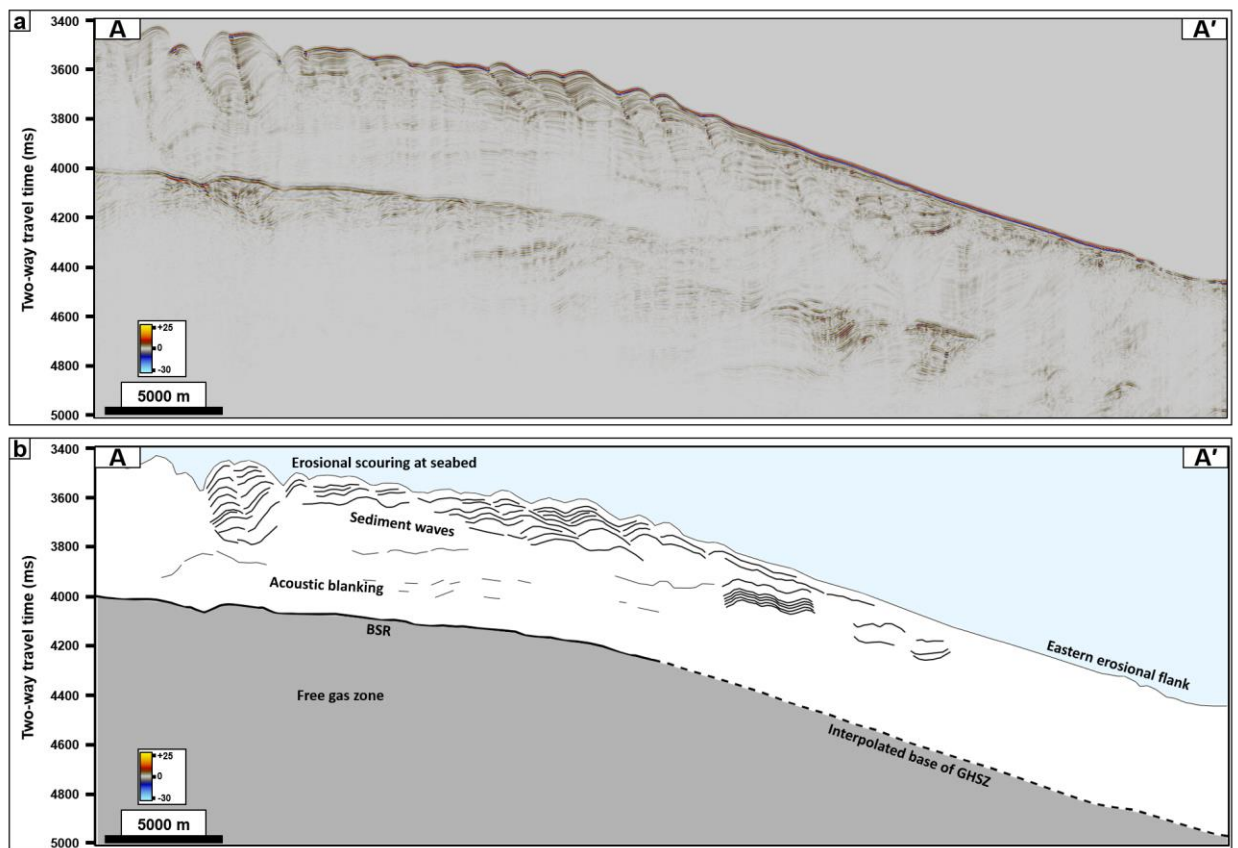 a
A
A′
3400
3600
3800
4000
4200
4400
4600
4800
5000
Two-way travel time (ms)
+25
0
-30
5000 m
b
A
A′
3400
3600
3800
4000
4200
4400
4600
4800
5000
Two-way travel time (ms)
Erosional scouring at seabed
Sediment waves
Acoustic blanking
BSR
Free gas zone
Eastern erosional flank
Interpolated base of GHSZ
+25
0
-30
5000 m